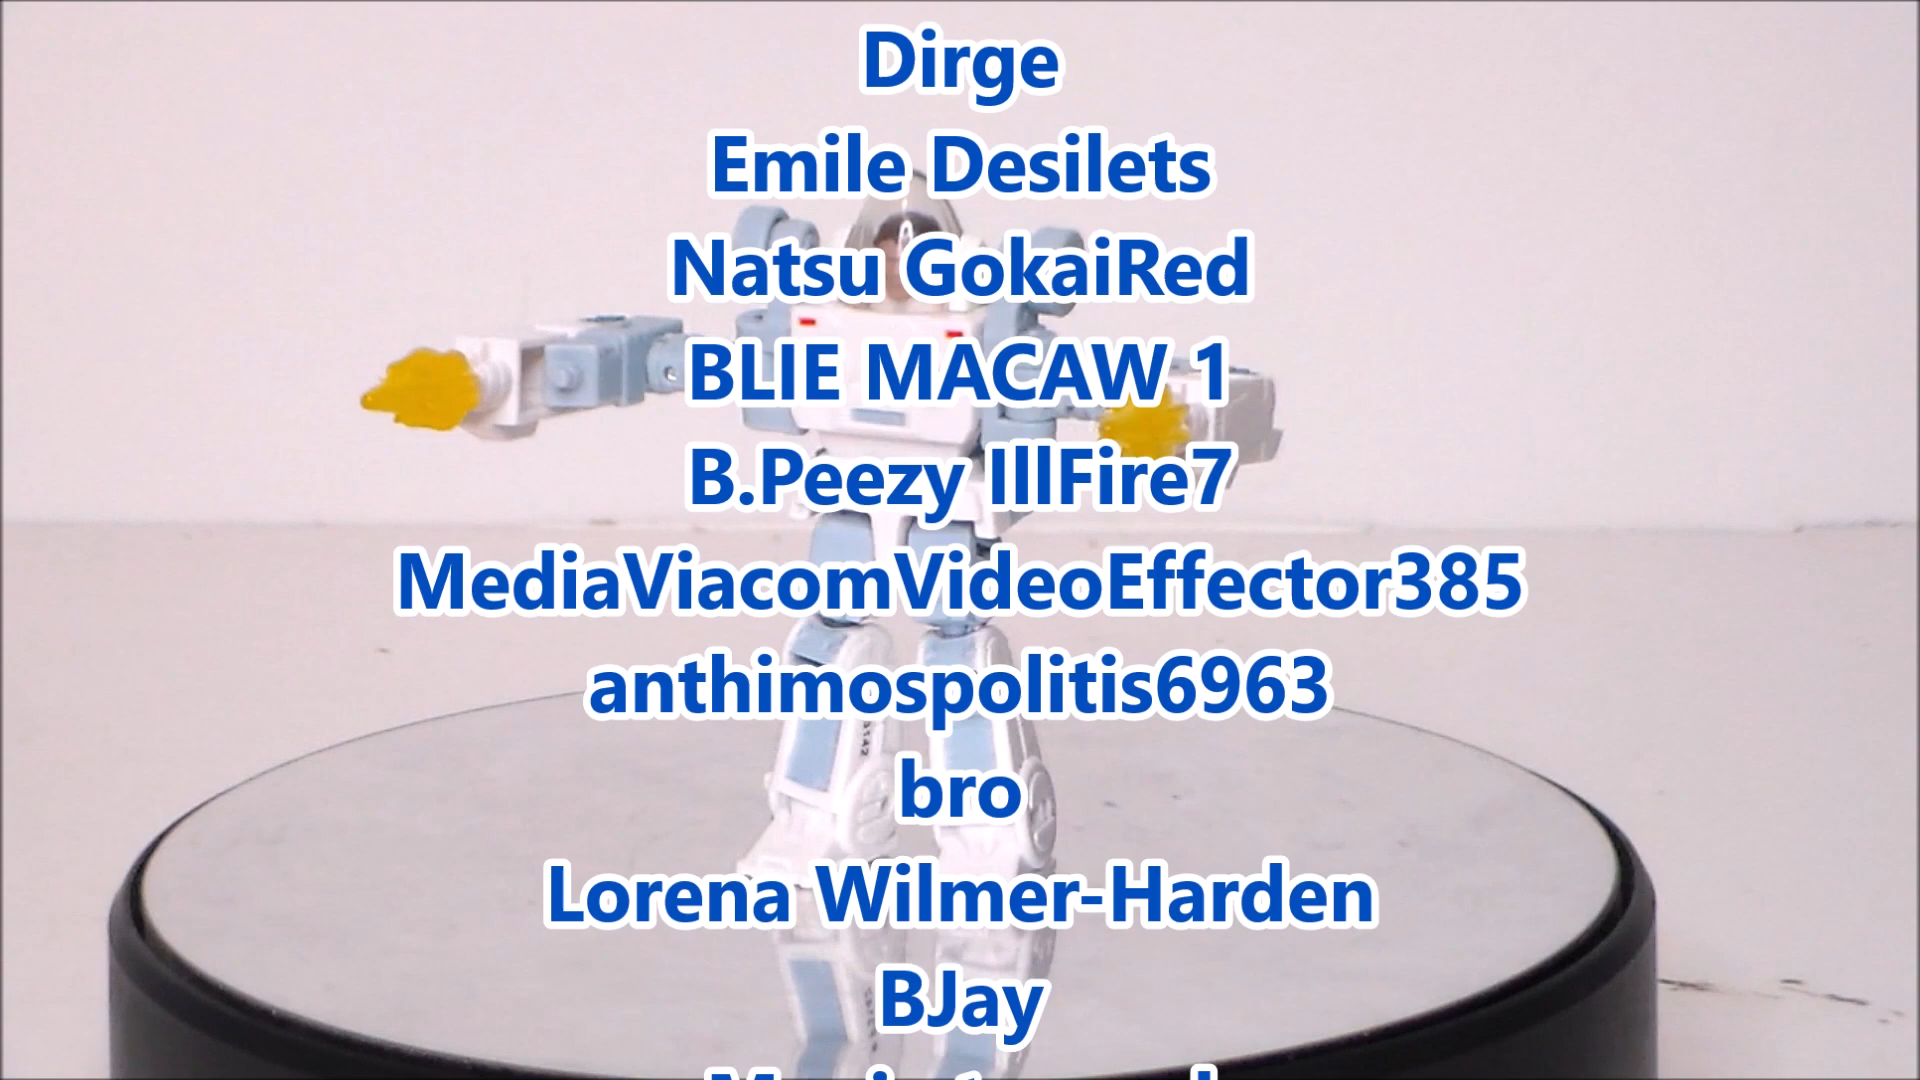 Dirge
Emile Desilets
Natsu GokaiRed
BLIE MACAW 1
B.Peezy IllFire7
MediaViacomVideoEffector385
anthimospolitis6963
bro
Lorena Wilmer-Harden
BJay